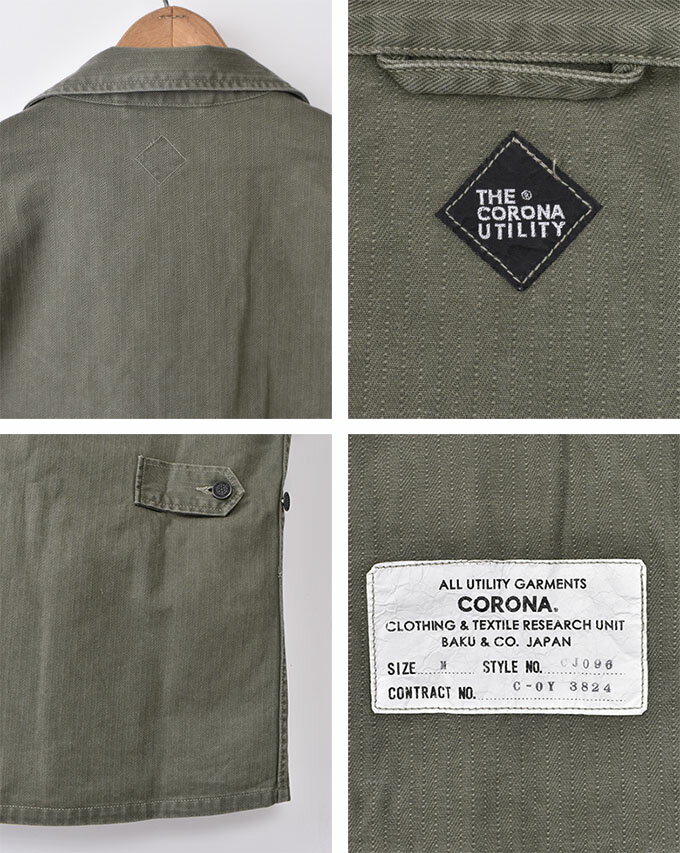 THE ®
CORONA
UTILITY
ALL UTILITY GARMENTS
CORONA®
CLOTHING & TEXTILE RESEARCH UNIT
BAKU & CO. JAPAN
SIZE M STYLE NO. CJ096
CONTRACT NO. C-OY 3824